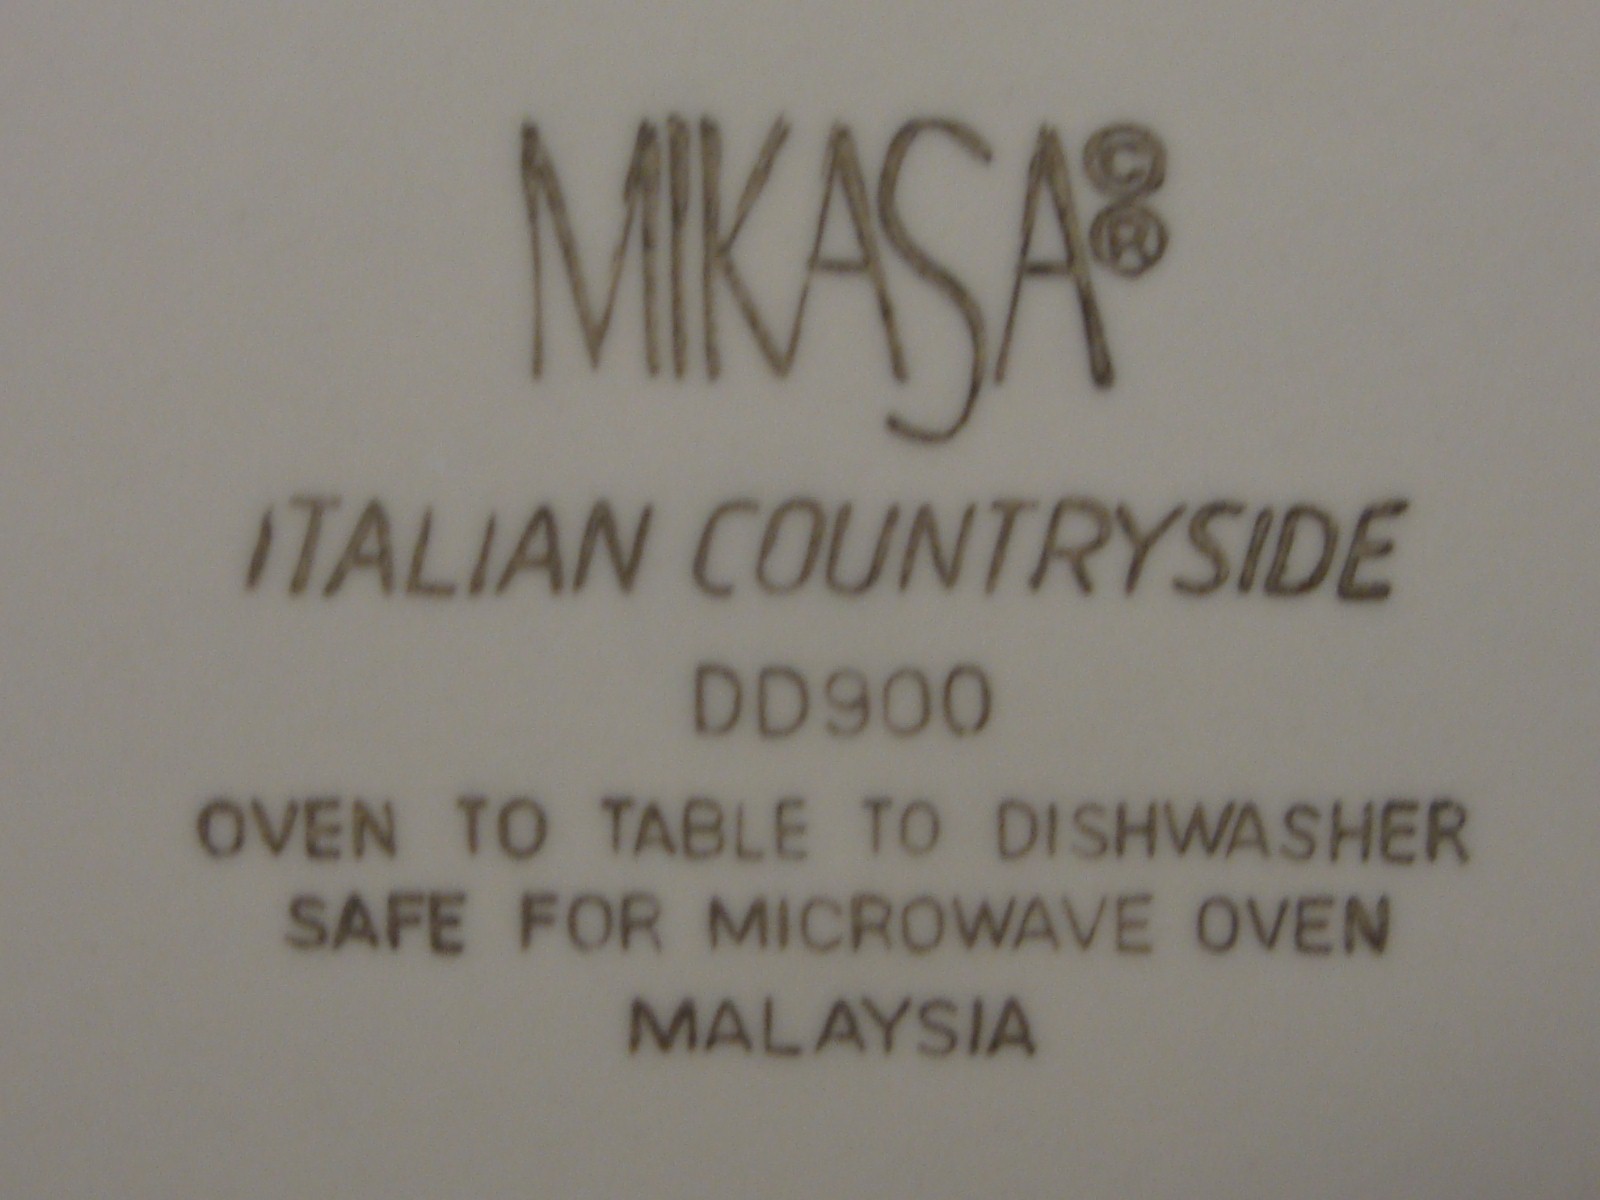 MIKASA©®
ITALIAN COUNTRYSIDE
DD900
OVEN TO TABLE TO DISHWASHER
SAFE FOR MICROWAVE OVEN
MALAYSIA